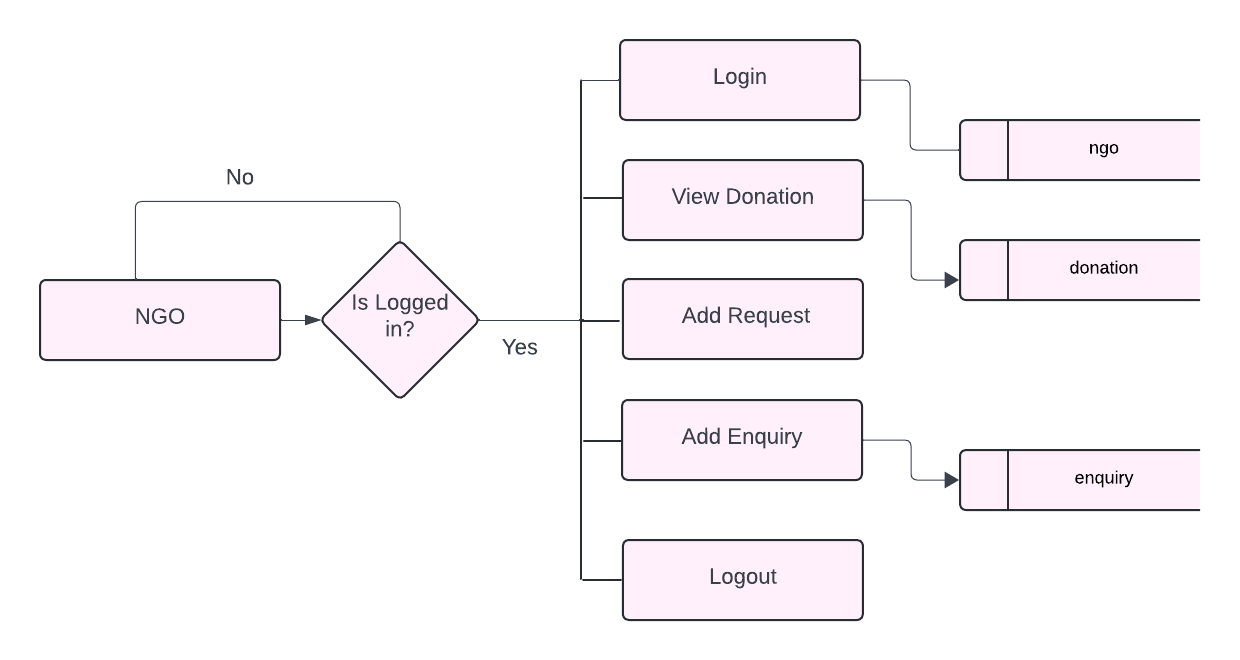 Login
ngo
No
View Donation
donation
NGO
Is Logged
in?
Yes
Add Request
Add Enquiry
enquiry
Logout